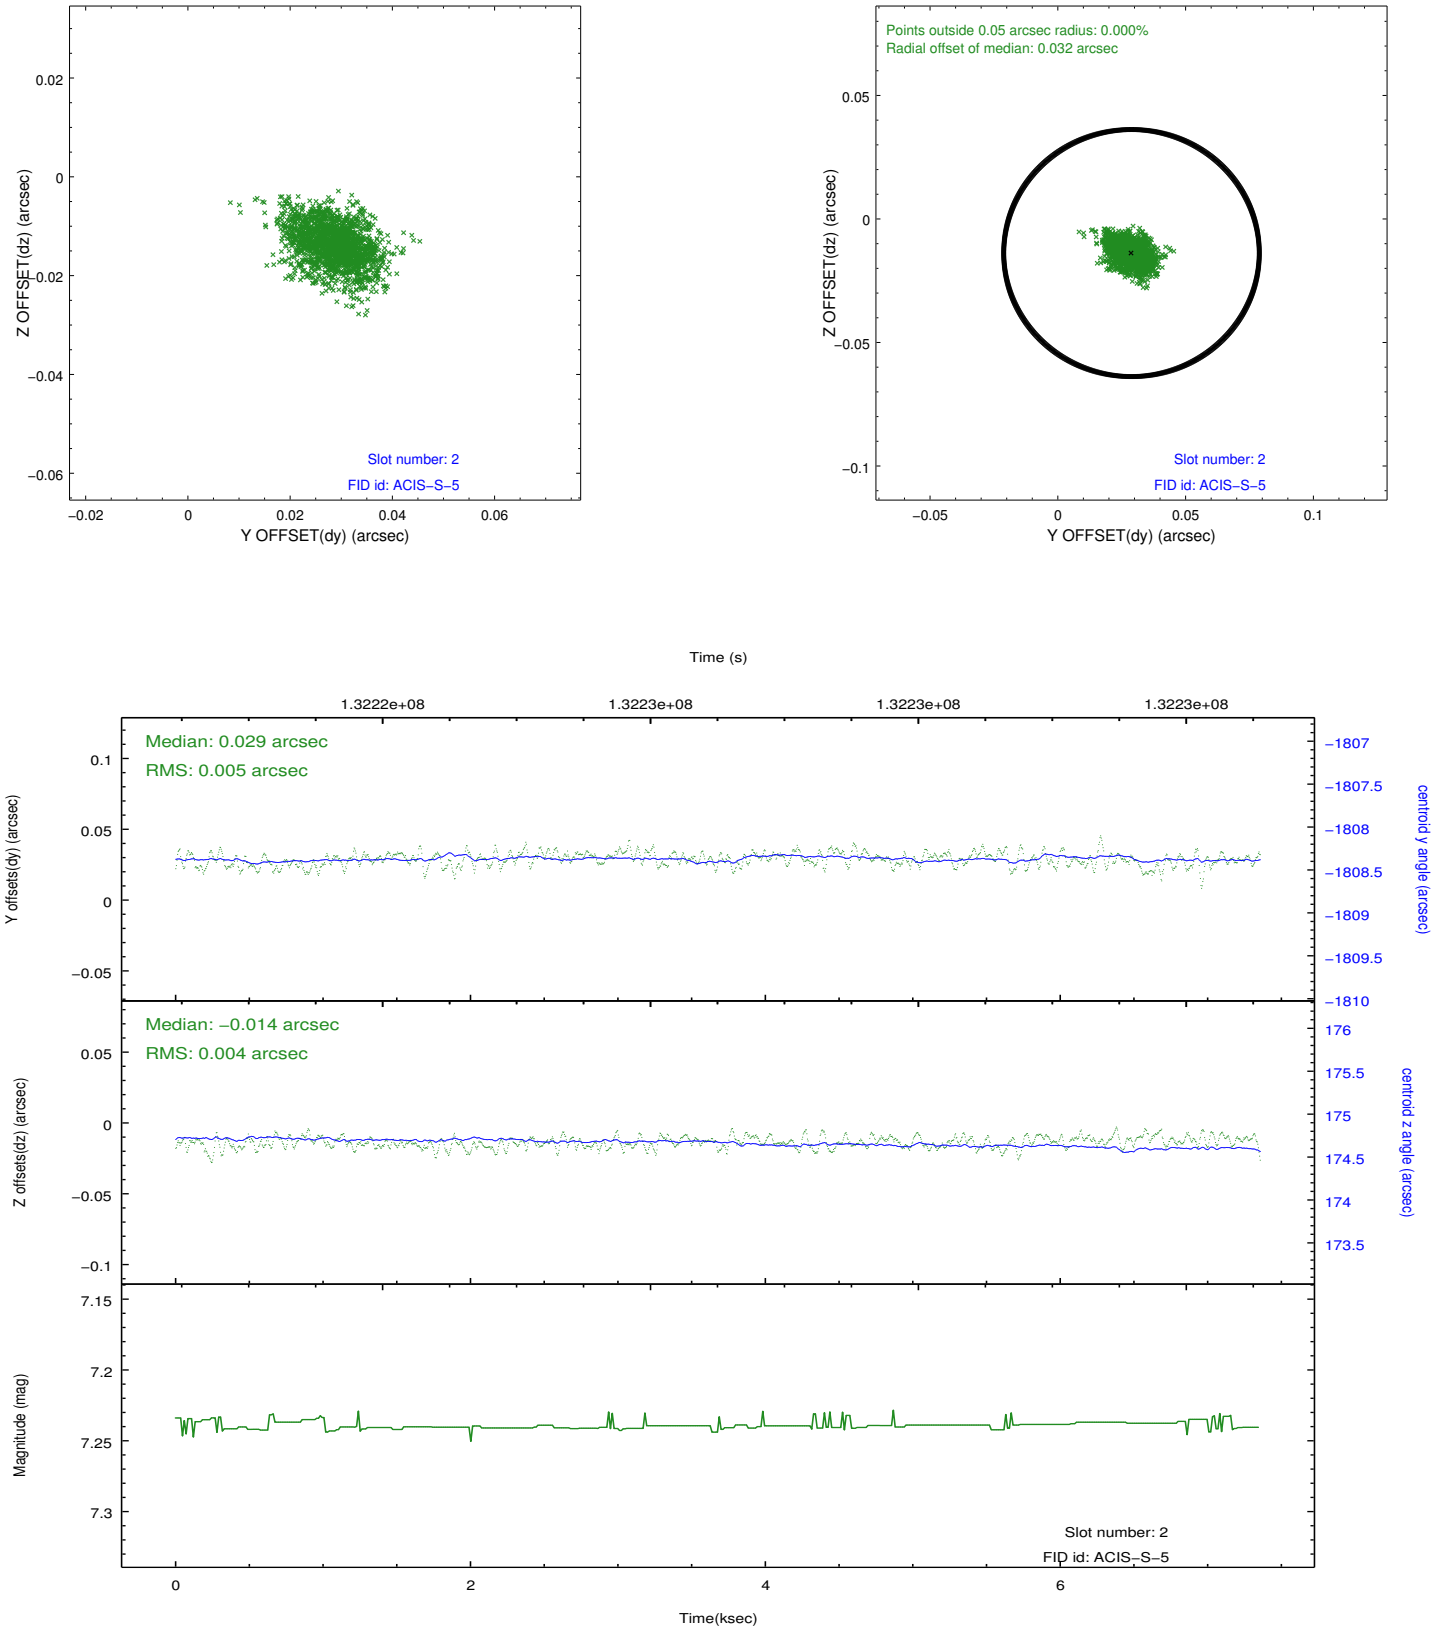 0.02
0
−0.02
−0.04
−0.06
Z OFFSET(dz) (arcsec)
Slot number: 2
FID id: ACIS−S−5
−0.02
0
0.02
0.04
0.06
Y OFFSET(dy) (arcsec)
Points outside 0.05 arcsec radius: 0.000%
Radial offset of median: 0.032 arcsec
0.05
0
−0.05
−0.1
Z OFFSET(dz) (arcsec)
Slot number: 2
FID id: ACIS−S−5
−0.05
0
0.05
0.1
Y OFFSET(dy) (arcsec)
Time (s)
1.3222e+08
1.3223e+08
1.3223e+08
1.3223e+08
Median: 0.029 arcsec
RMS: 0.005 arcsec
0.1
0.05
0
−0.05
Y offsets(dy) (arcsec)
−1807
−1807.5
−1808
−1808.5
−1809
−1809.5
−1810
centroid y angle (arcsec)
Median: −0.014 arcsec
RMS: 0.004 arcsec
0.05
0
−0.05
−0.1
Z offsets(dz) (arcsec)
176
175.5
175
174.5
174
173.5
centroid z angle (arcsec)
7.15
7.2
7.25
7.3
Magnitude (mag)
Slot number: 2
FID id: ACIS−S−5
0
2
4
6
Time(ksec)